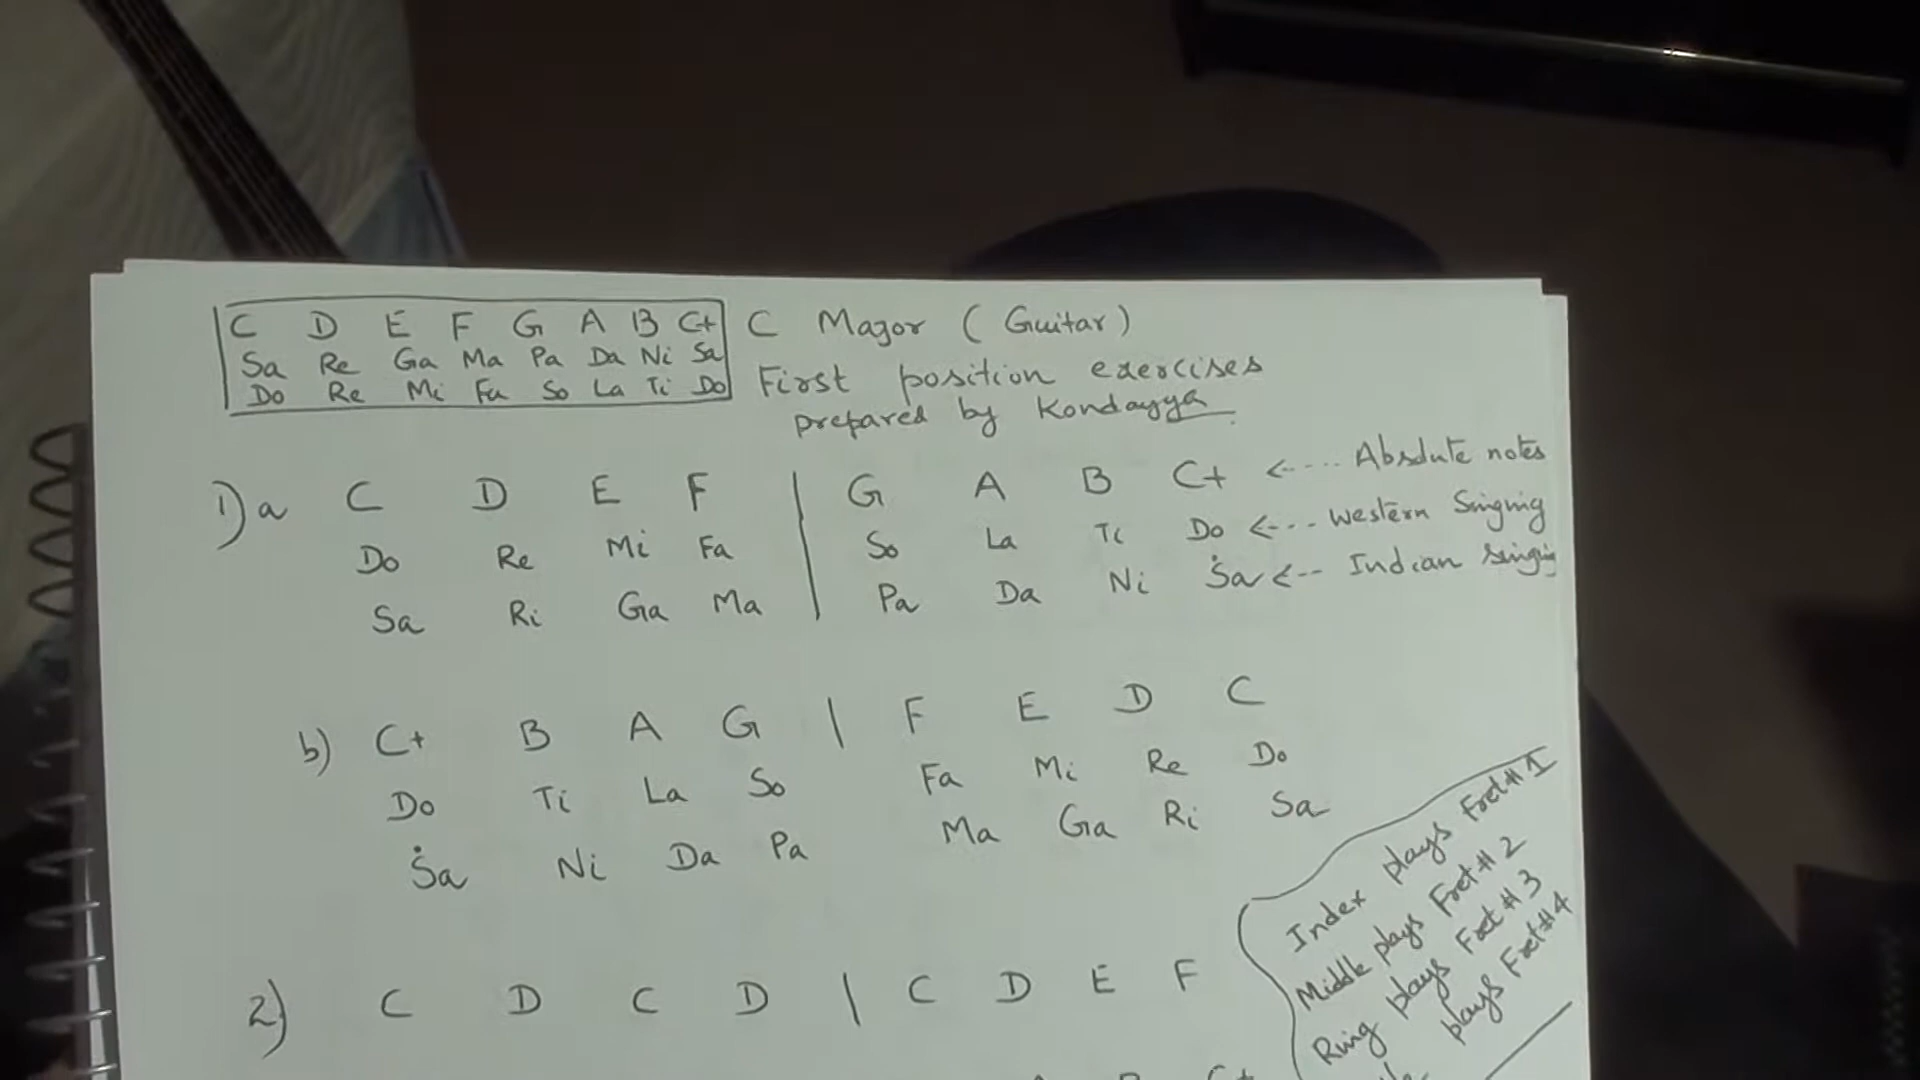 C D E F G A B C+
Sa Re Ga Ma Pa Da Ni Sa
Do Re Mi Fa So La Ti Do
C Major (Guitar)
First position exercises
prepared by Kondayya
1) a C D E F | G A B C+ <---- Absolute notes
Do Re Mi Fa So La Ti Do <--- Western Singing
Sa Ri Ga Ma Pa Da Ni Ṡa <-- Indian Singing
b) C+ B A G | F E D C
Do Ti La So Fa Mi Re Do
Ṡa Ni Da Pa Ma Ga Ri Sa
Index plays Fret # 1
Middle plays Fret # 2
Ring plays Fret # 3
plays Fret # 4
2) C D C D | C D E F